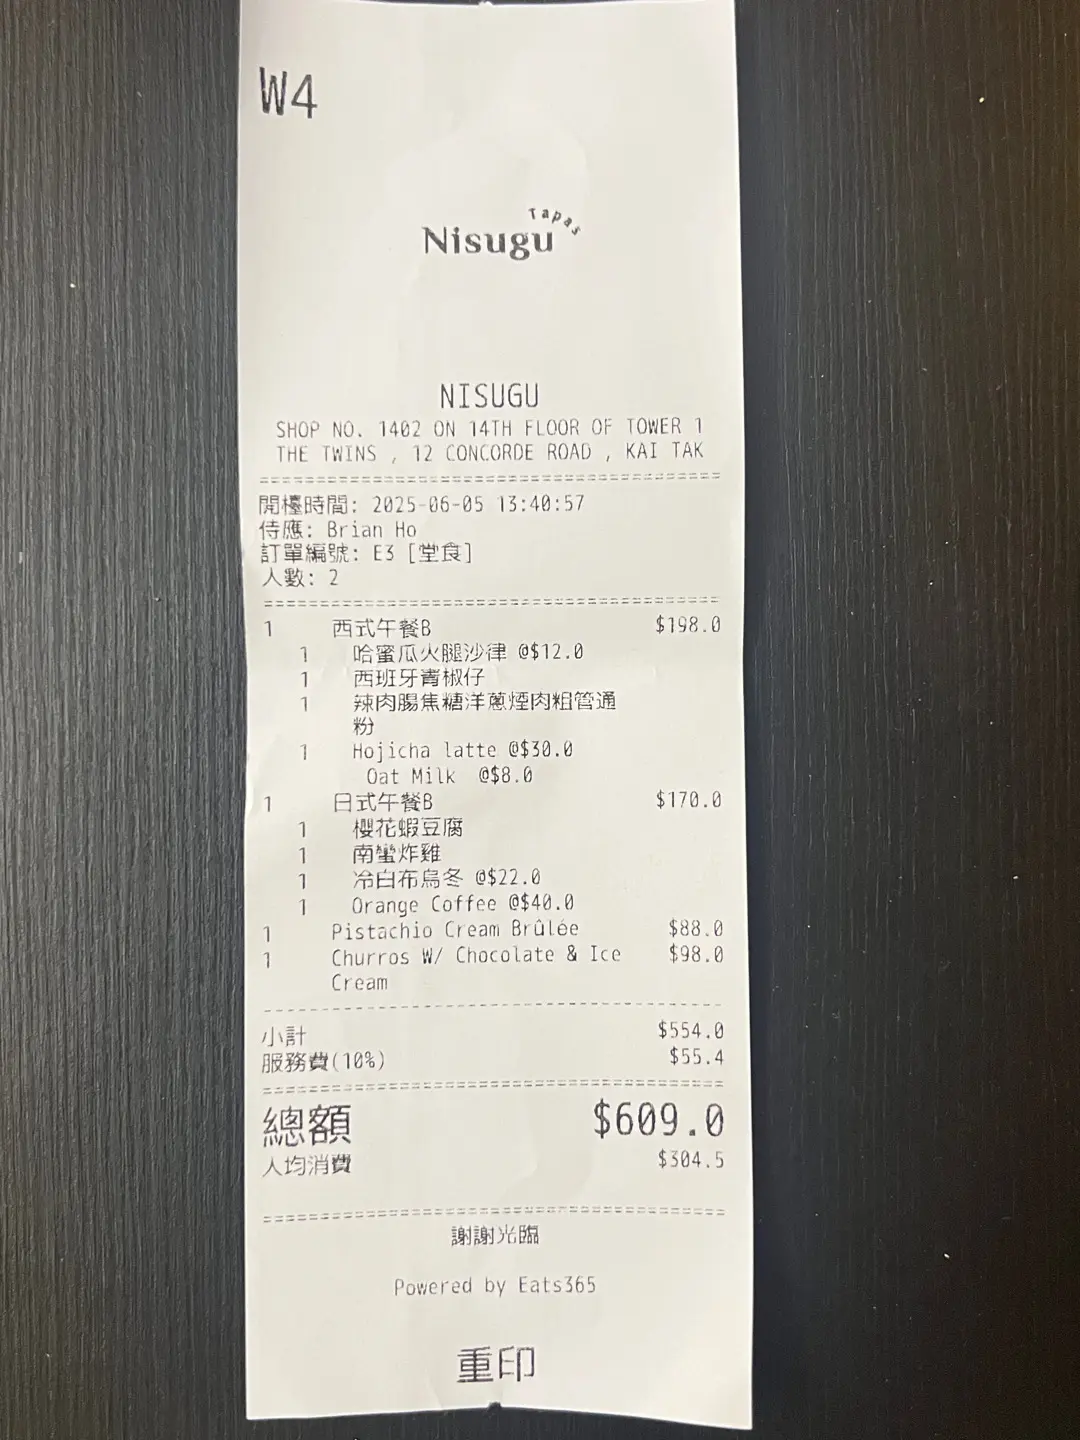 W4
Nisugu Tapas
NISUGU
SHOP NO. 1402 ON 14TH FLOOR OF TOWER 1
THE TWINS , 12 CONCORDE ROAD , KAI TAK
開檯時間: 2025-06-05 13:40:57
侍應: Brian Ho
訂單編號: E3 [堂食]
人數: 2
1 西式午餐B $198.0
1 哈蜜瓜火腿沙律 @$12.0
1 西班牙青椒仔
1 辣肉腸焦糖洋蔥煙肉粗管通
粉
1 Hojicha latte @$30.0
Oat Milk @$8.0
1 日式午餐B $170.0
1 櫻花蝦豆腐
1 南蠻炸雞
1 冷白布烏冬 @$22.0
1 Orange Coffee @$40.0
1 Pistachio Cream Brûlée $88.0
1 Churros W/ Chocolate & Ice $98.0
Cream
小計 $554.0
服務費(10%) $55.4
總額 $609.0
人均消費 $304.5
謝謝光臨
Powered by Eats365
重印